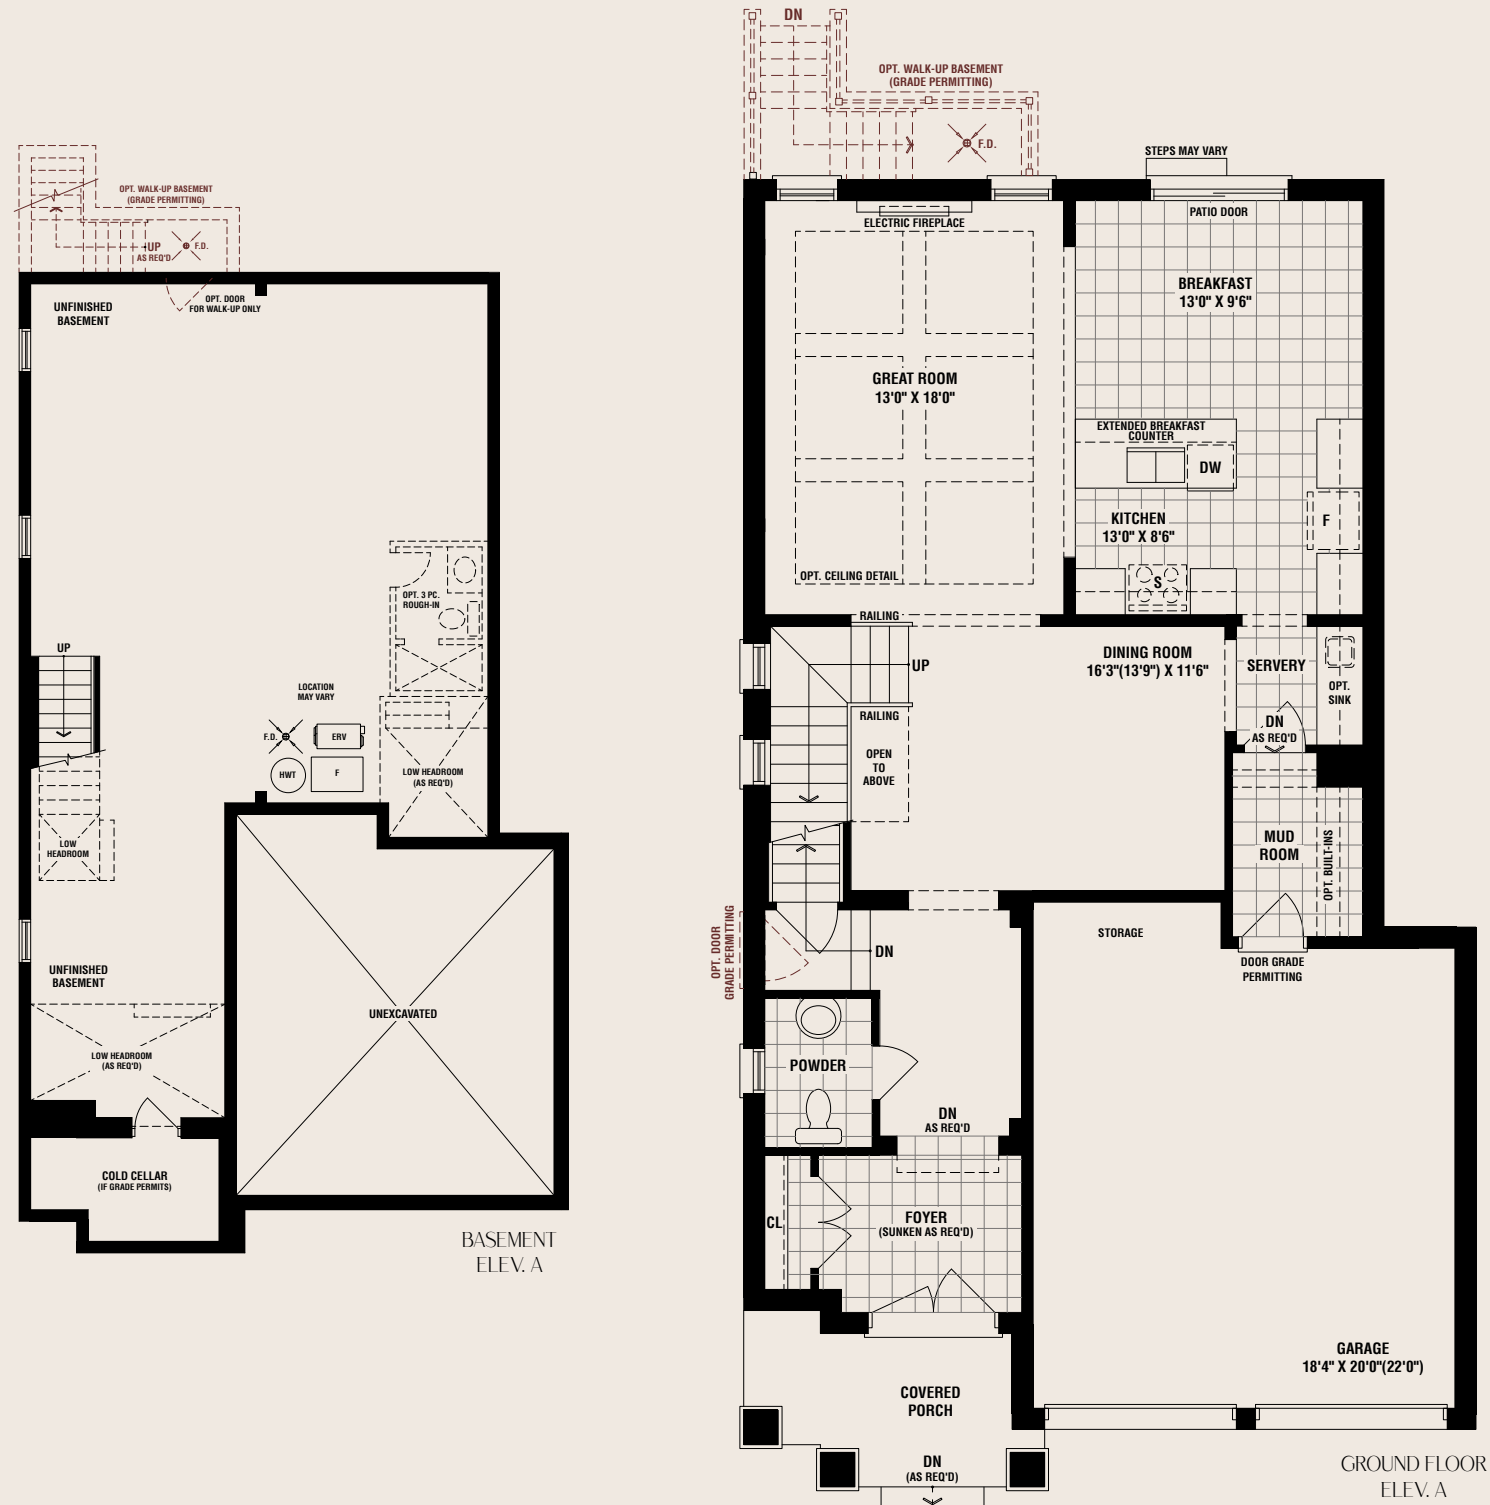 OPT. WALK-UP BASEMENT
(GRADE PERMITTING)
UP
AS REQ'D
F.D.
UNFINISHED
BASEMENT
OPT. DOOR
FOR WALK-UP ONLY
OPT. 3 PC.
ROUGH-IN
UP
LOCATION
MAY VARY
F.D.
ERV
HWT
F
LOW HEADROOM
(AS REQ'D)
LOW
HEADROOM
UNFINISHED
BASEMENT
UNEXCAVATED
LOW HEADROOM
(AS REQ'D)
COLD CELLAR
(IF GRADE PERMITS)
BASEMENT
ELEV. A
DN
OPT. WALK-UP BASEMENT
(GRADE PERMITTING)
F.D.
STEPS MAY VARY
PATIO DOOR
ELECTRIC FIREPLACE
BREAKFAST
13'0" X 9'6"
GREAT ROOM
13'0" X 18'0"
EXTENDED BREAKFAST
COUNTER
DW
KITCHEN
13'0" X 8'6"
F
S
OPT. CEILING DETAIL
RAILING
UP
DINING ROOM
16'3"(13'9") X 11'6"
SERVERY
OPT.
SINK
RAILING
DN
AS REQ'D
OPEN
TO
ABOVE
MUD
ROOM
OPT. BUILT-INS
STORAGE
DOOR GRADE
PERMITTING
OPT. DOOR
GRADE PERMITTING
DN
POWDER
DN
AS REQ'D
CL
FOYER
(SUNKEN AS REQ'D)
GARAGE
18'4" X 20'0"(22'0")
COVERED
PORCH
DN
(AS REQ'D)
GROUND FLOOR
ELEV. A